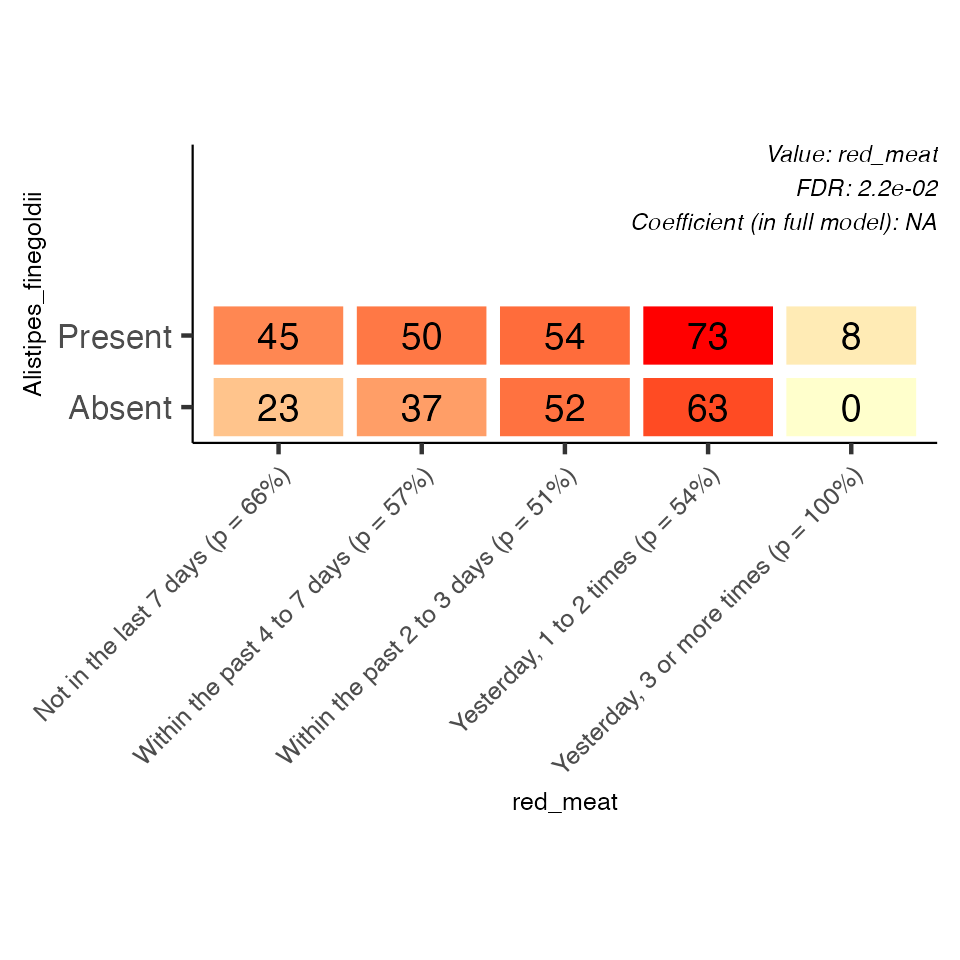 Value: red_meat
FDR: 2.2e-02
Coefficient (in full model): NA
Alistipes_finegoldii
Present 45 50 54 73 8
Absent 23 37 52 63 0
Not in the last 7 days (p = 66%)
Within the past 4 to 7 days (p = 57%)
Within the past 2 to 3 days (p = 51%)
Yesterday, 1 to 2 times (p = 54%)
Yesterday, 3 or more times (p = 100%)
red_meat